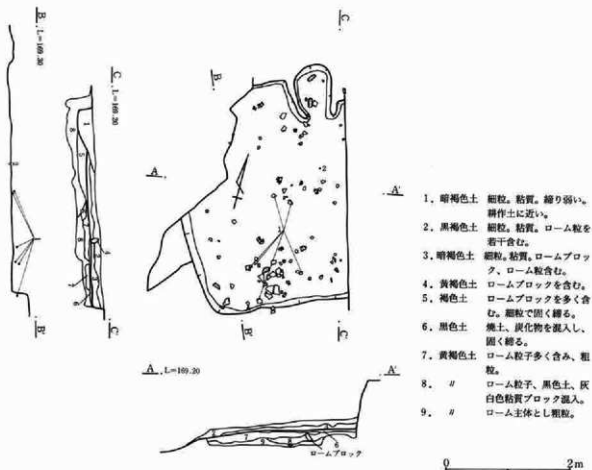 B L=169.30
B'
C L=169.20
C'
C
B
A
A'
B'
C'
1
2
A L=169.20
A'
ロームブロック
1、暗褐色土 細粒。粘質。締り弱い。
耕作土に近い。
2、黒褐色土 細粒。粘質。ローム粒を
若干含む。
3、暗褐色土 細粒。粘質。ロームブロッ
ク、ローム粒含む。
4、黄褐色土 ロームブロックを含む。
5、褐色土 ロームブロックを多く含
む。細粒で固く締る。
6、黒色土 焼土、炭化物を混入し、
固く締る。
7、黄褐色土 ローム粒子多く含み、粗
粒。
8、 〃 ローム粒子、黒色土、灰
白色粘質ブロック混入。
9、 〃 ローム主体とし粗粒。
0 2m